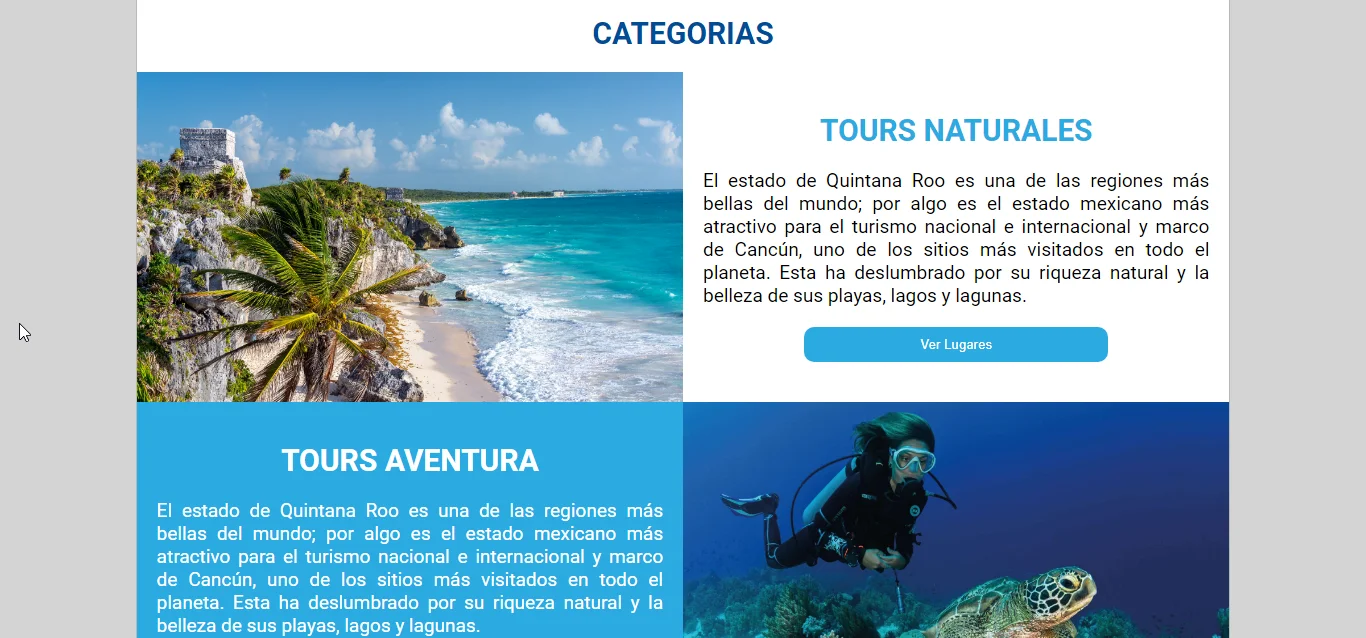 CATEGORIAS
TOURS NATURALES
El estado de Quintana Roo es una de las regiones más
bellas del mundo; por algo es el estado mexicano más
atractivo para el turismo nacional e internacional y marco
de Cancún, uno de los sitios más visitados en todo el
planeta. Esta ha deslumbrado por su riqueza natural y la
belleza de sus playas, lagos y lagunas.
Ver Lugares
TOURS AVENTURA
El estado de Quintana Roo es una de las regiones más
bellas del mundo; por algo es el estado mexicano más
atractivo para el turismo nacional e internacional y marco
de Cancún, uno de los sitios más visitados en todo el
planeta. Esta ha deslumbrado por su riqueza natural y la
belleza de sus playas, lagos y lagunas.